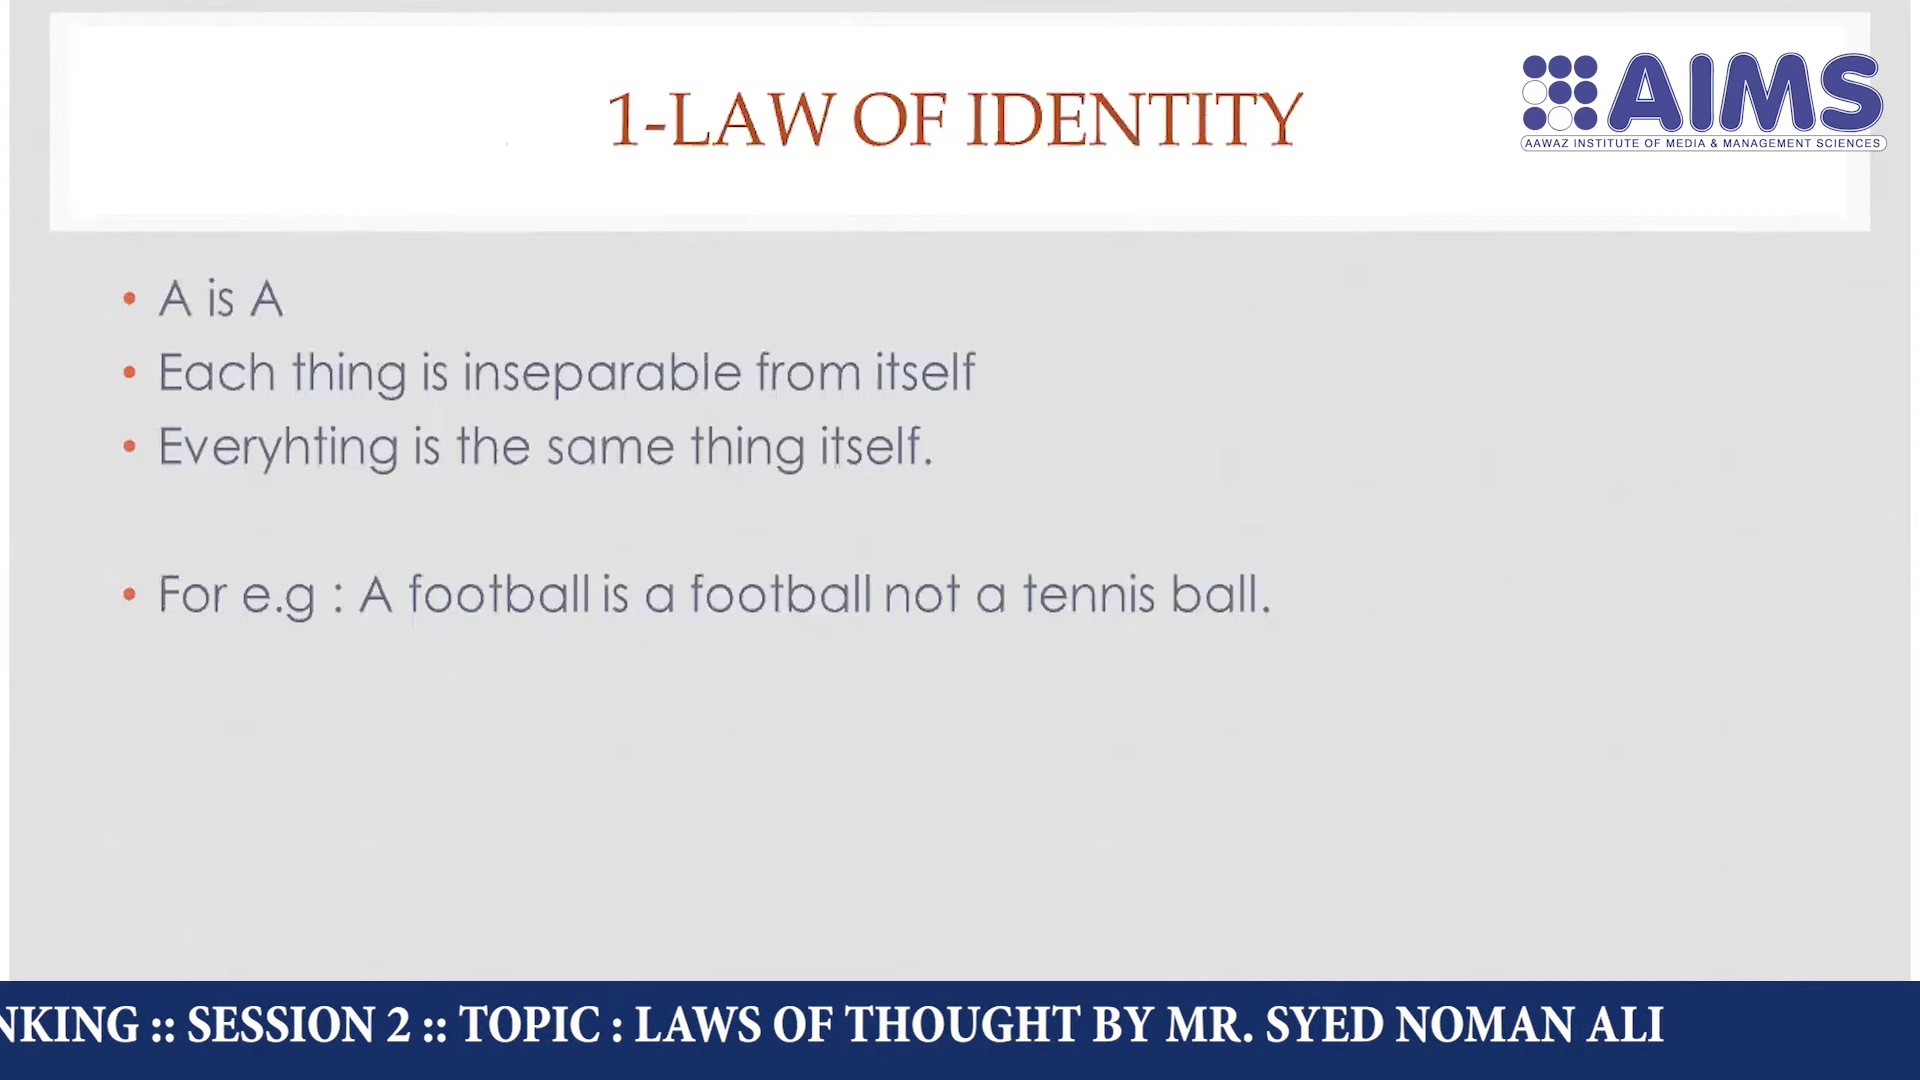 1-LAW OF IDENTITY
AIMS
AAWAZ INSTITUTE OF MEDIA & MANAGEMENT SCIENCES
• A is A
• Each thing is inseparable from itself
• Everyhting is the same thing itself.
• For e.g : A football is a football not a tennis ball.
NKING :: SESSION 2 :: TOPIC : LAWS OF THOUGHT BY MR. SYED NOMAN ALI